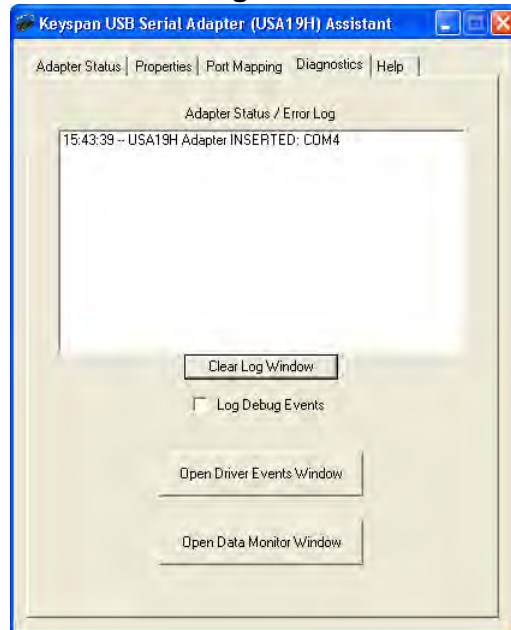 Keyspan USB Serial Adapter (USA19H) Assistant
Adapter Status Properties Port Mapping Diagnostics Help
Adapter Status / Error Log
15:43:39 -- USA19H Adapter INSERTED: COM4
Clear Log Window
Log Debug Events
Open Driver Events Window
Open Data Monitor Window